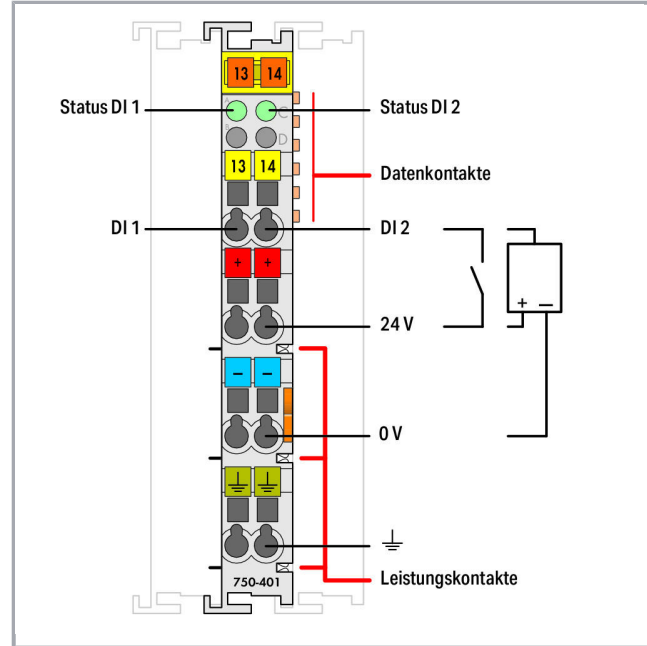 13 14
Status DI 1
A
C
Status DI 2
B
D
13 14
Datenkontakte
DI 1
DI 2
+ +
+ –
24 V
– –
0 V
Leistungskontakte
750-401